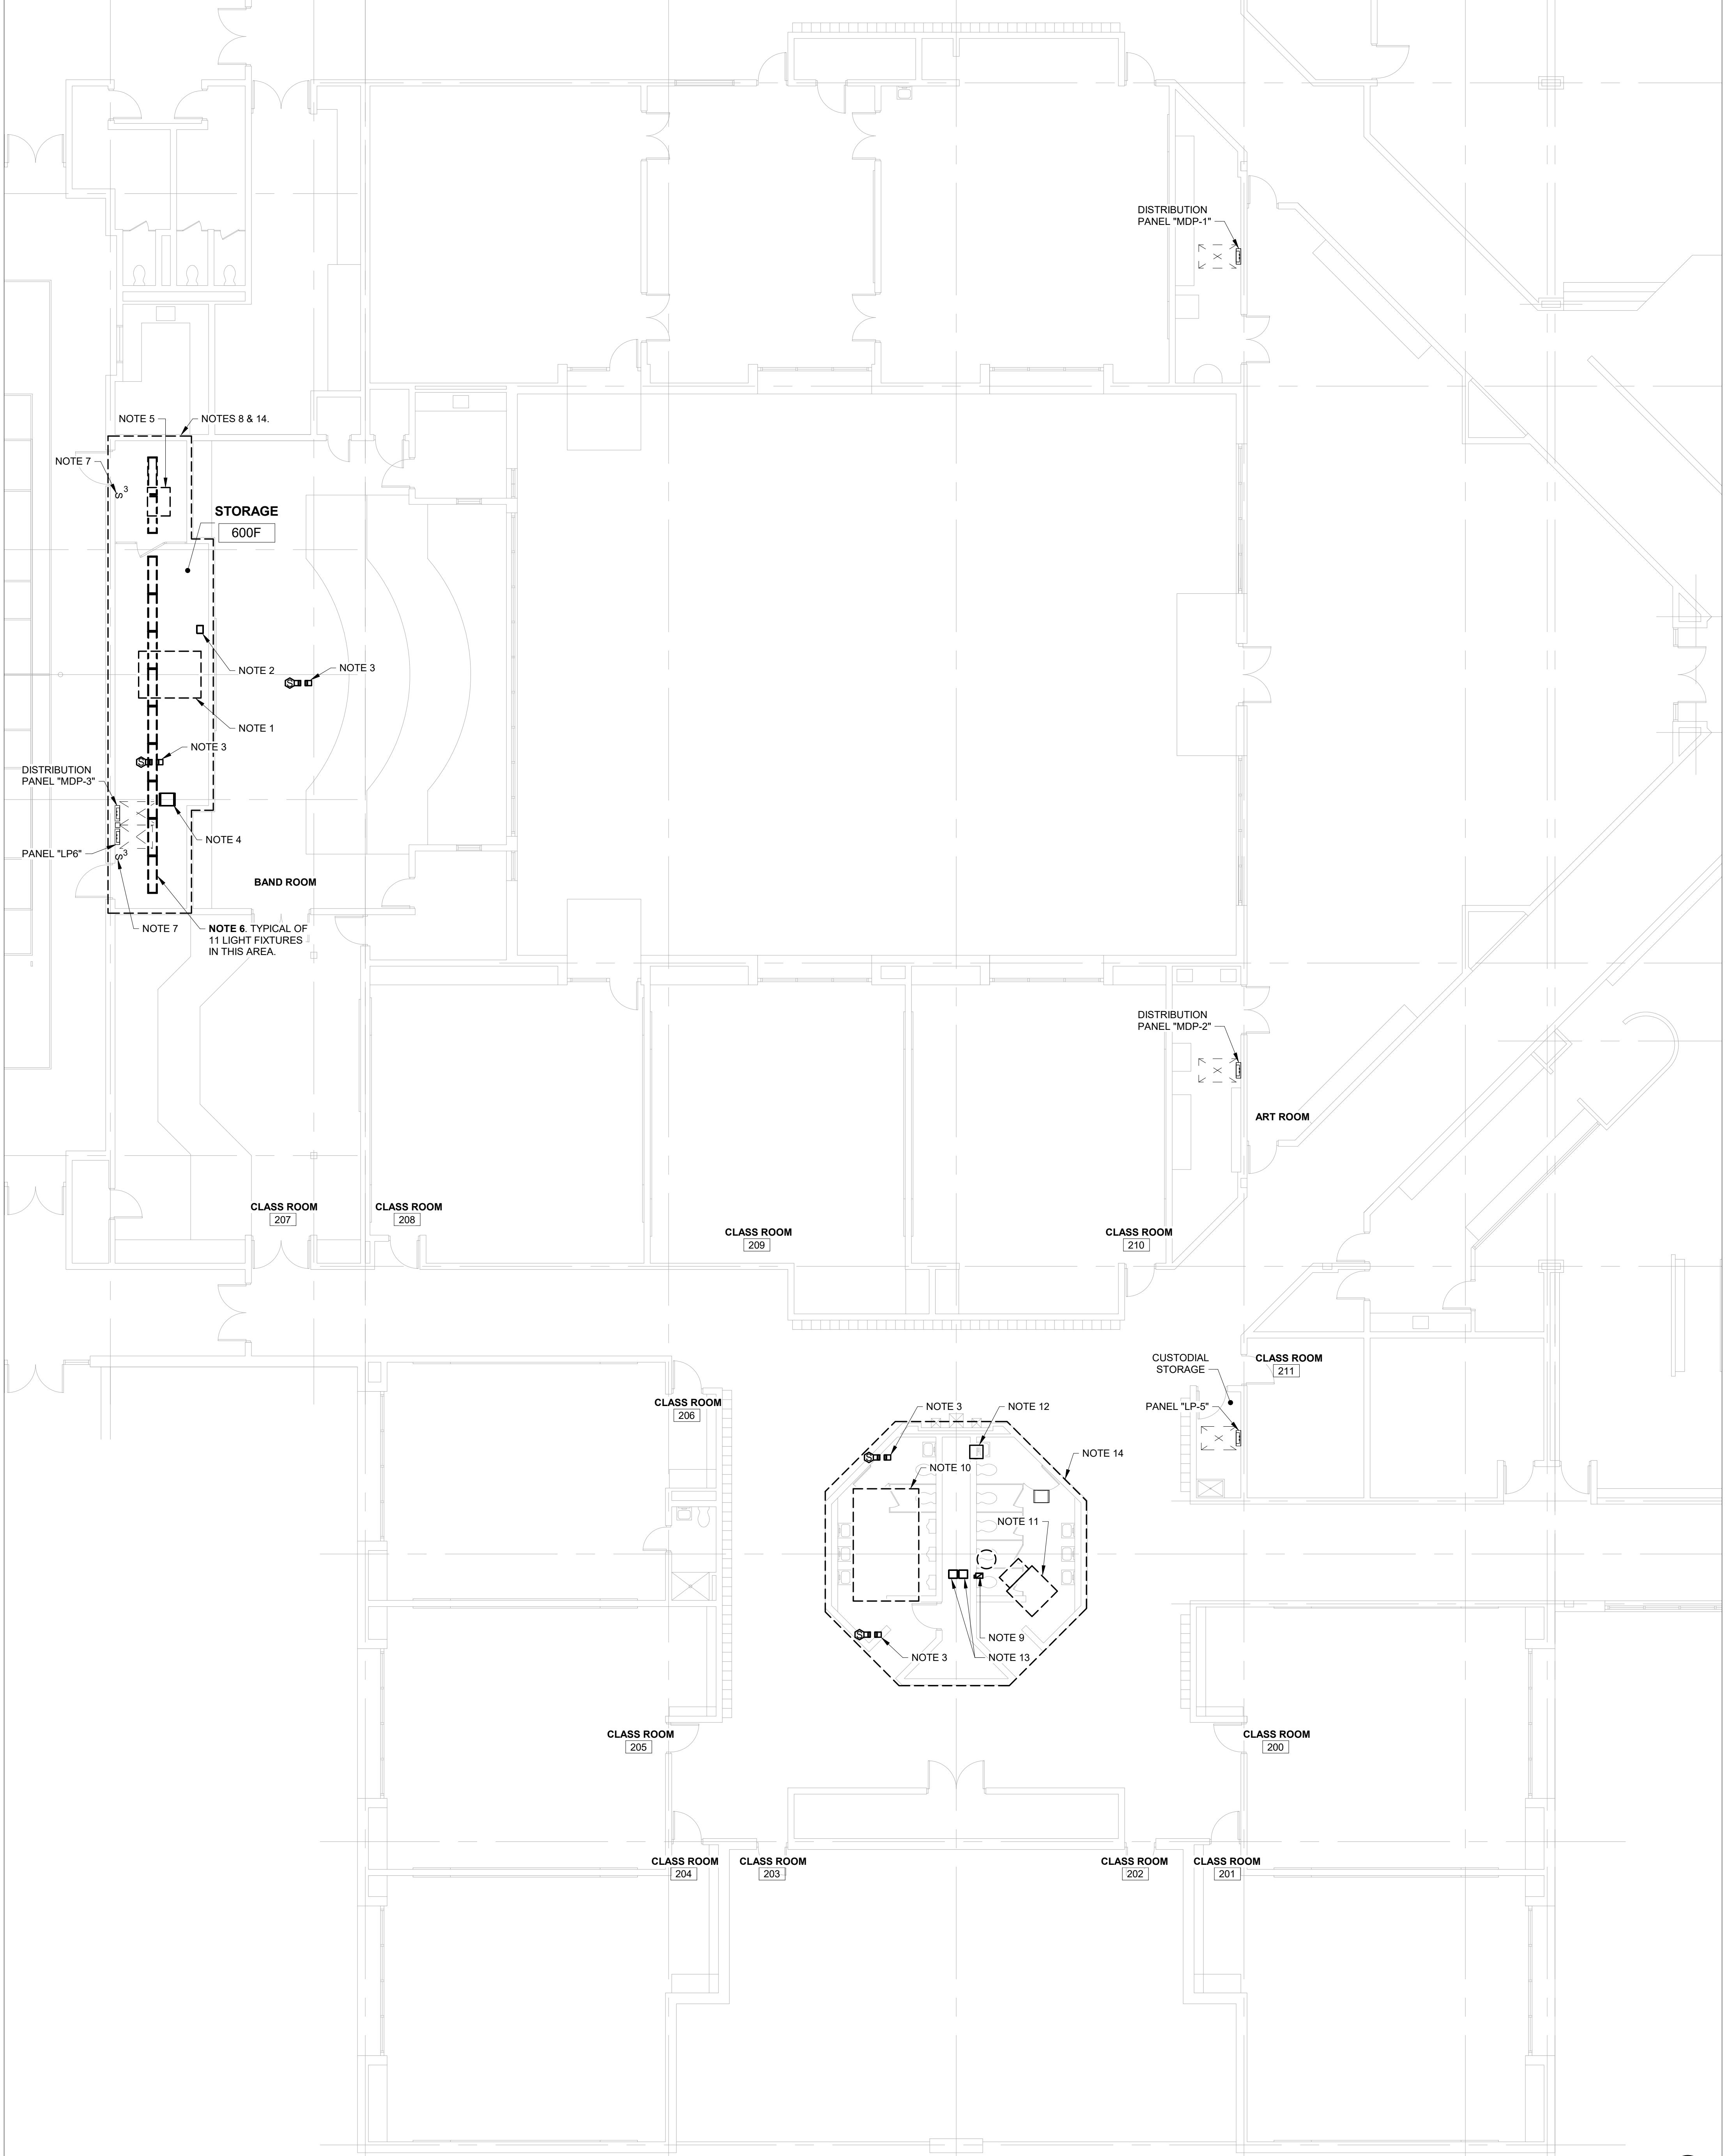 DISTRIBUTION
PANEL "MDP-1"
NOTE 5
NOTES 8 & 14.
NOTE 7
S
3
STORAGE
600F
NOTE 2
NOTE 3
S
NOTE 1
NOTE 3
S
DISTRIBUTION
PANEL "MDP-3"
NOTE 4
PANEL "LP6"
S
3
BAND ROOM
NOTE 7
NOTE 6. TYPICAL OF
11 LIGHT FIXTURES
IN THIS AREA.
DISTRIBUTION
PANEL "MDP-2"
ART ROOM
CLASS ROOM
207
CLASS ROOM
208
CLASS ROOM
209
CLASS ROOM
210
CUSTODIAL
STORAGE
CLASS ROOM
211
PANEL "LP-5"
CLASS ROOM
206
NOTE 3
S
NOTE 12
NOTE 14
NOTE 10
NOTE 11
NOTE 9
NOTE 3
S
NOTE 13
CLASS ROOM
205
CLASS ROOM
200
CLASS ROOM
204
CLASS ROOM
203
CLASS ROOM
202
CLASS ROOM
201